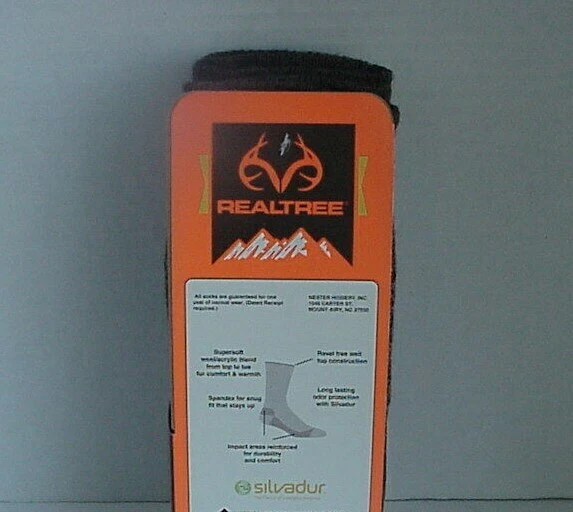 REALTREE
All socks are guaranteed for one
year of normal wear. (Dated Receipt
required.)
NESTER HOSIERY, INC.
1546 CARTER ST.
MOUNT AIRY, NC 27030
Supersoft
wool/acrylic blend
from top to toe
for comfort & warmth
Ravel free welt
top construction
Spandex for snug
fit that stays up
Long lasting
odor protection
with Silvadur
Impact areas reinforced
for durability
and comfort
silvadur